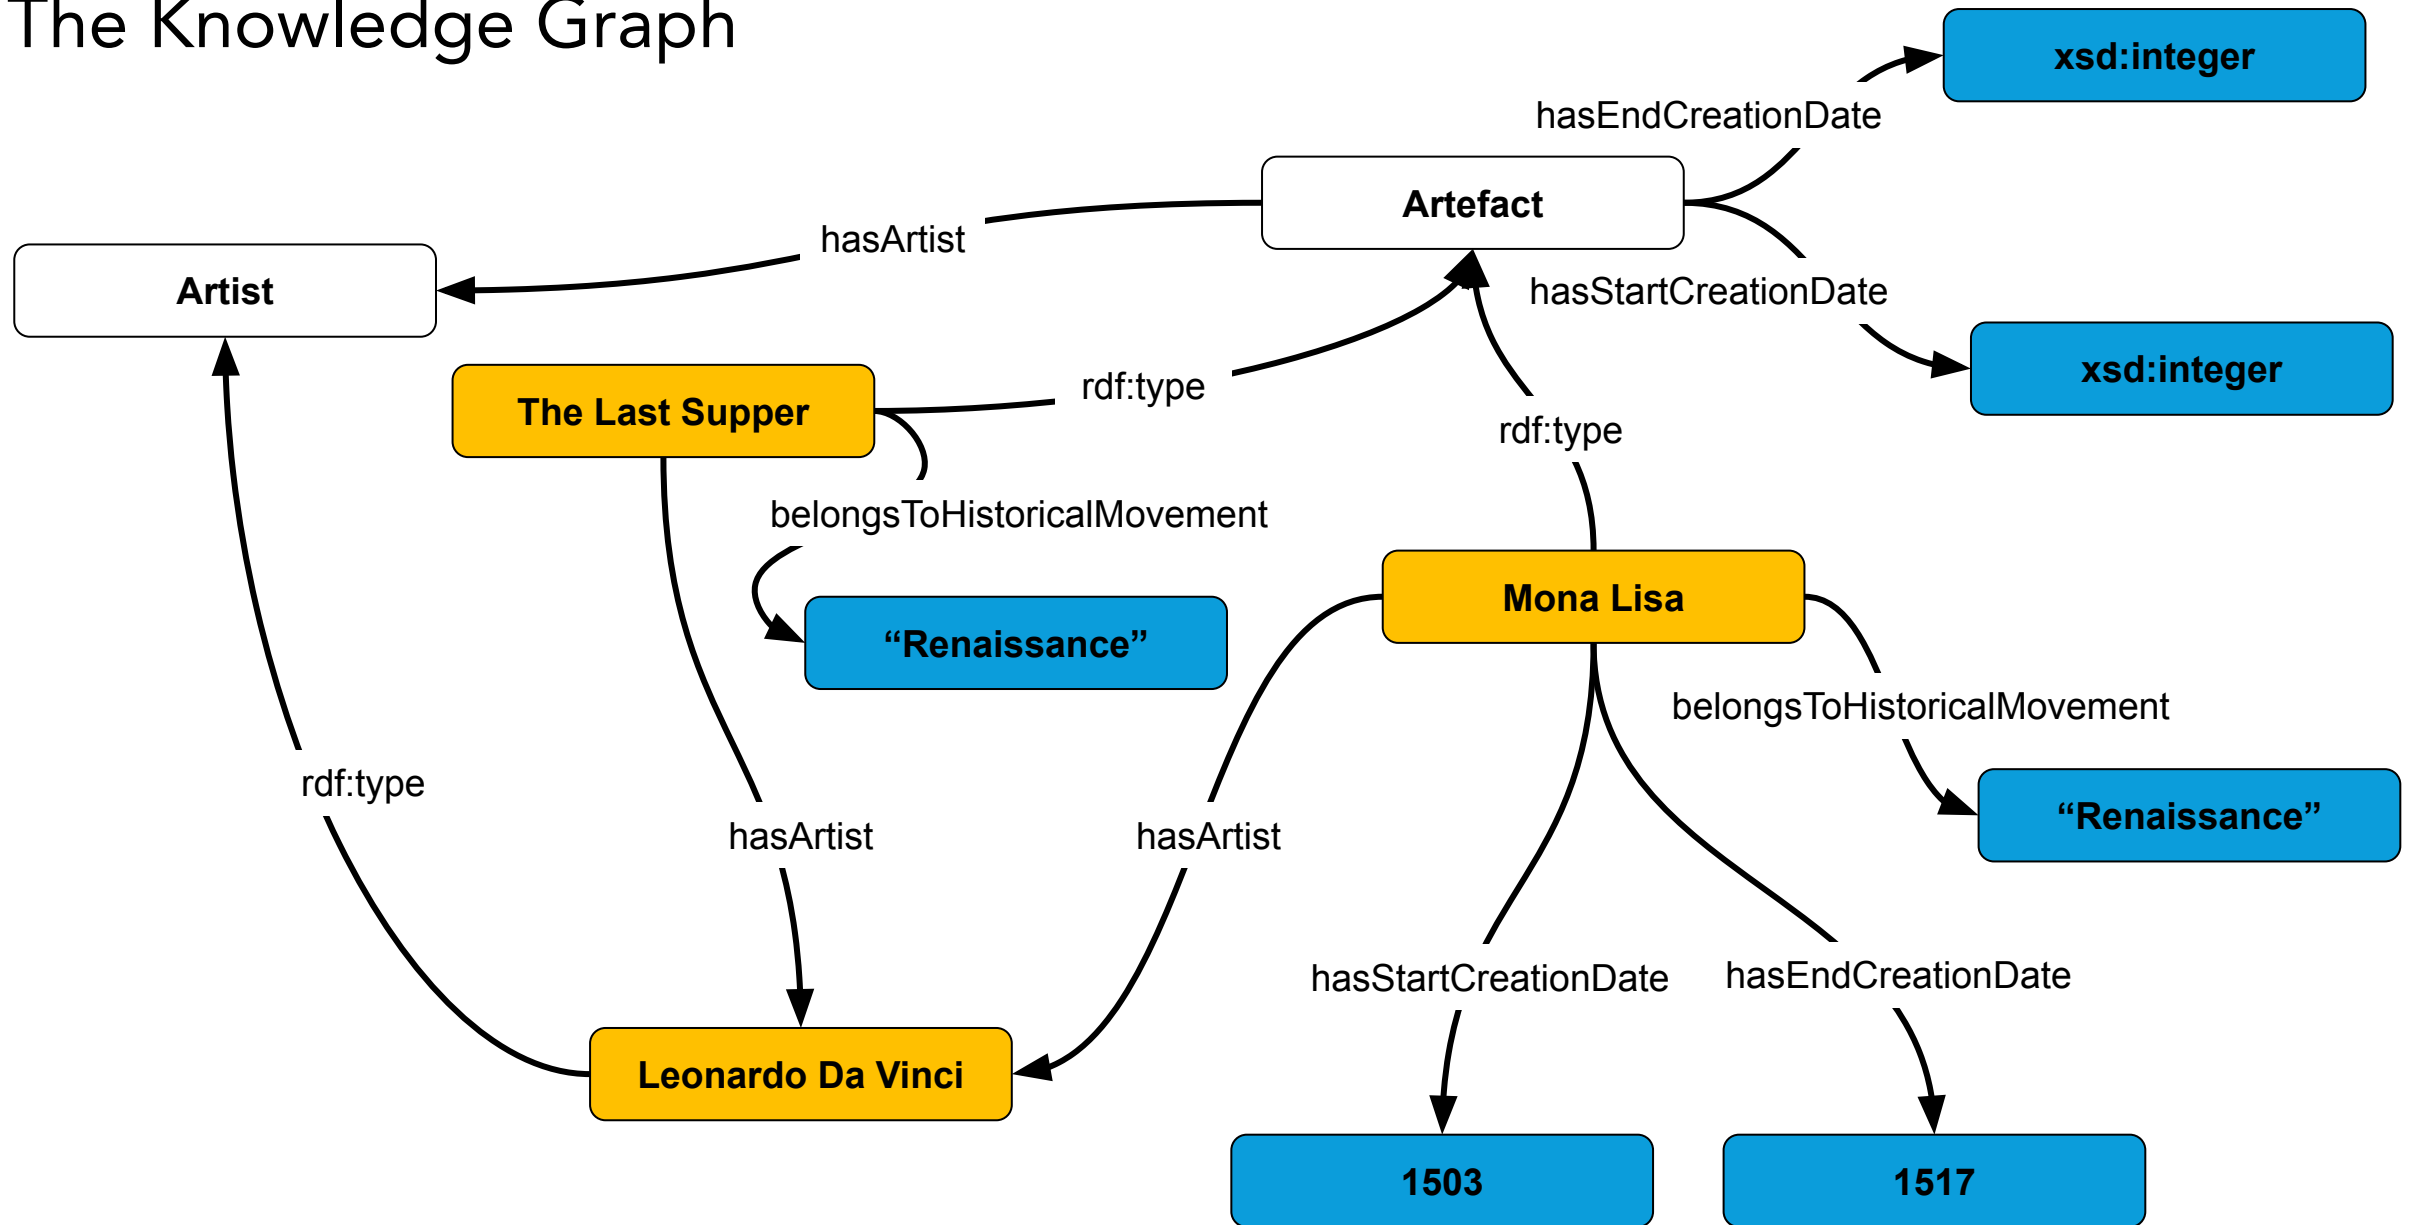 The Knowledge Graph
xsd:integer
hasEndCreationDate
Artefact
hasArtist
Artist
hasStartCreationDate
xsd:integer
rdf:type
The Last Supper
rdf:type
belongsToHistoricalMovement
Mona Lisa
“Renaissance”
belongsToHistoricalMovement
rdf:type
“Renaissance”
hasArtist
hasArtist
hasStartCreationDate
hasEndCreationDate
Leonardo Da Vinci
1503
1517